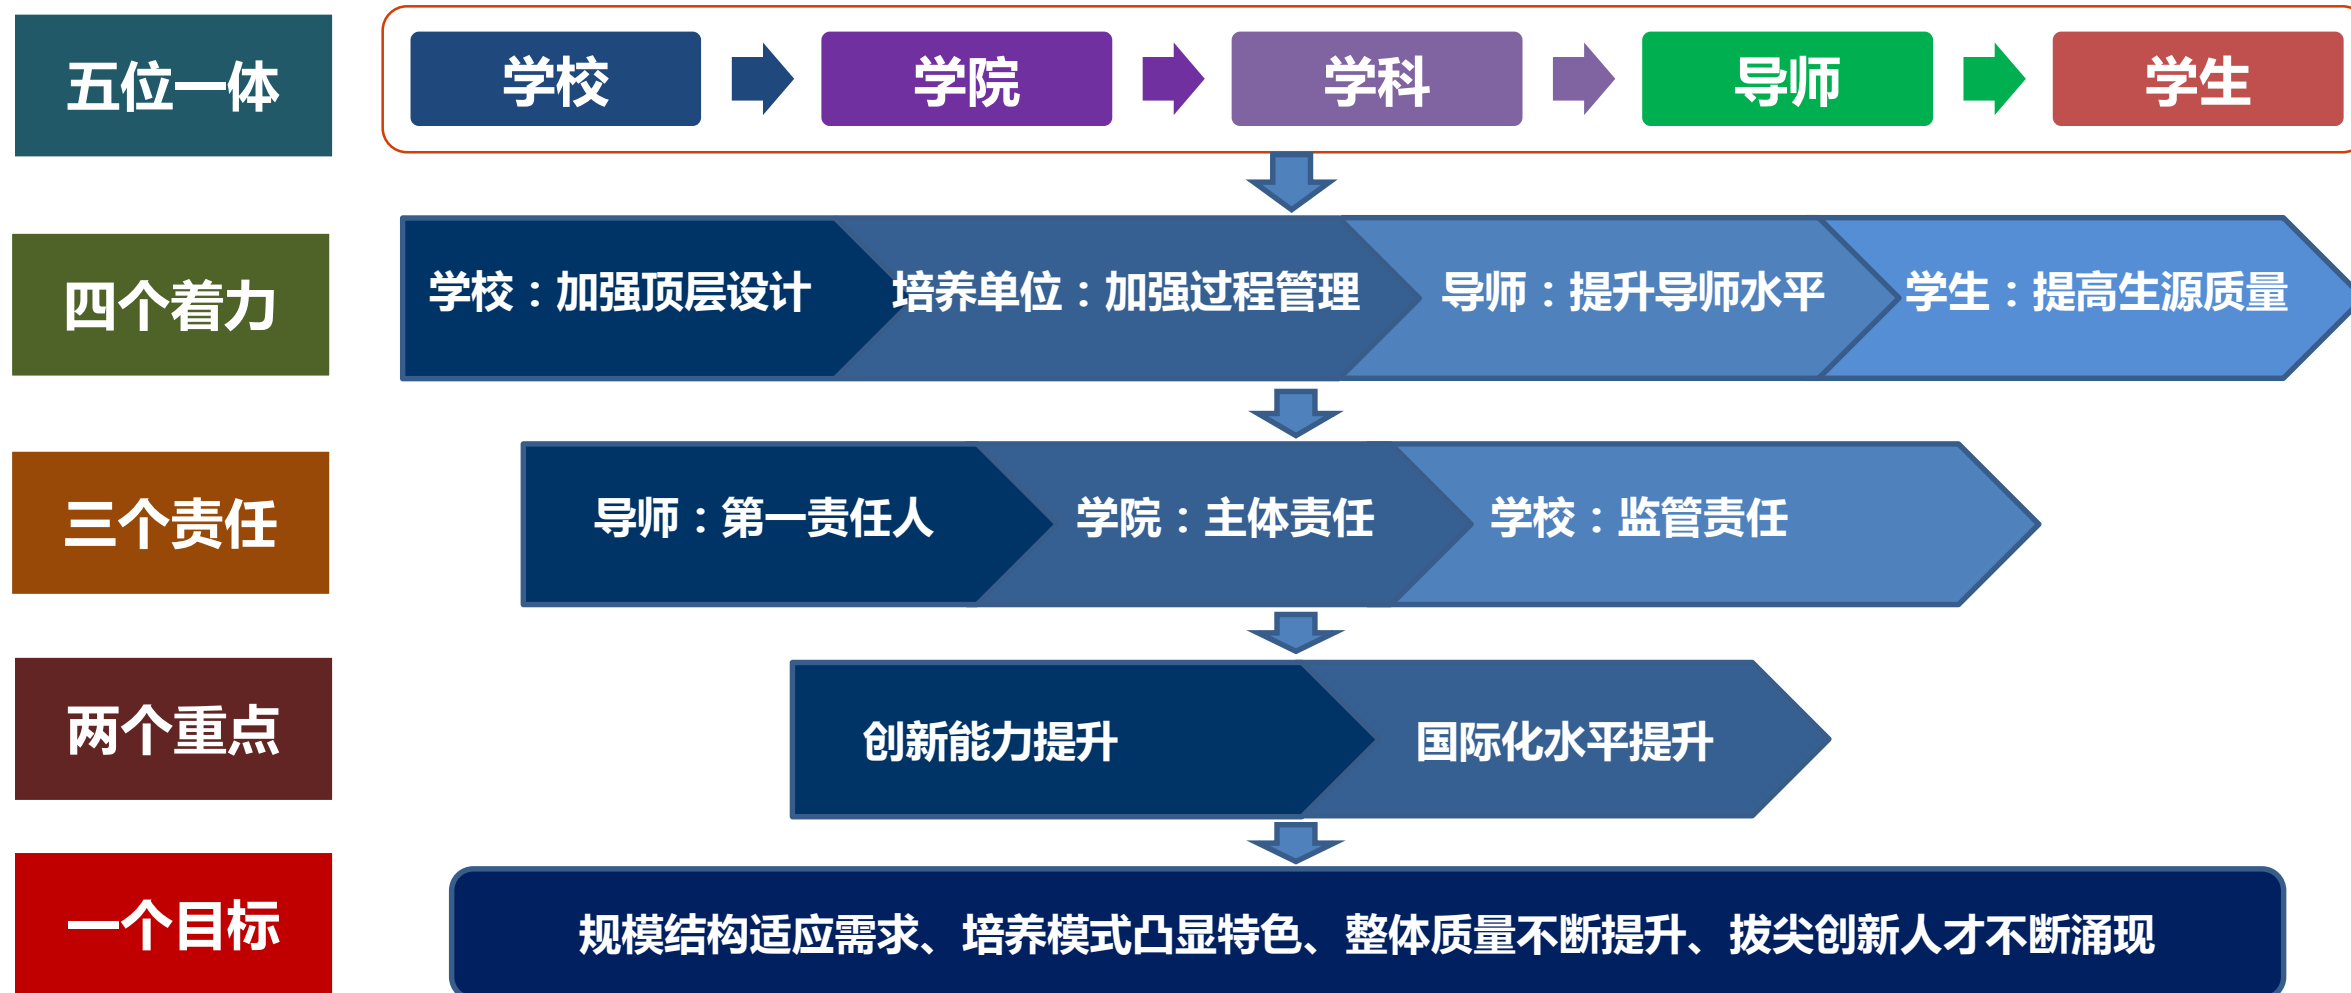 五位一体
学校
学院
学科
导师
学生
四个着力
学校：加强顶层设计
培养单位：加强过程管理
导师：提升导师水平
学生：提高生源质量
三个责任
导师：第一责任人
学院：主体责任
学校：监管责任
两个重点
创新能力提升
国际化水平提升
一个目标
规模结构适应需求、培养模式凸显特色、整体质量不断提升、拔尖创新人才不断涌现